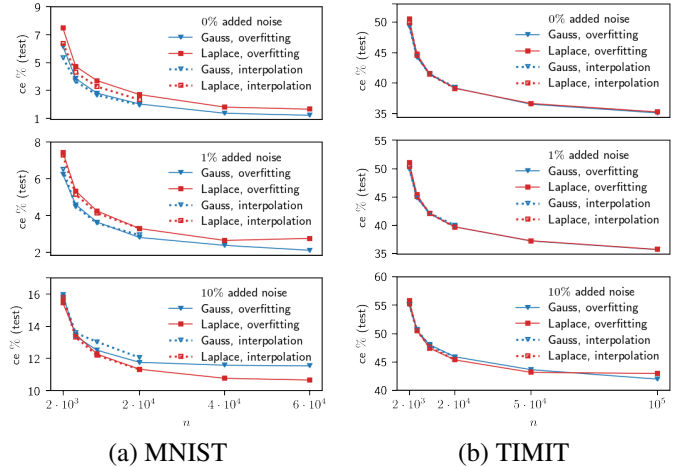 0% added noise
Gauss, overfitting
Laplace, overfitting
Gauss, interpolation
Laplace, interpolation
ce % (test)
9
7
5
3
1
1% added noise
Gauss, overfitting
Laplace, overfitting
Gauss, interpolation
Laplace, interpolation
ce % (test)
8
6
4
2
10% added noise
Gauss, overfitting
Laplace, overfitting
Gauss, interpolation
Laplace, interpolation
ce % (test)
16
14
12
10
2 · 10³ 2 · 10⁴ 4 · 10⁴ 6 · 10⁴
n
(a) MNIST
0% added noise
Gauss, overfitting
Laplace, overfitting
Gauss, interpolation
Laplace, interpolation
ce % (test)
50
45
40
35
1% added noise
Gauss, overfitting
Laplace, overfitting
Gauss, interpolation
Laplace, interpolation
ce % (test)
55
50
45
40
35
10% added noise
Gauss, overfitting
Laplace, overfitting
Gauss, interpolation
Laplace, interpolation
ce % (test)
60
55
50
45
40
2 · 10³ 2 · 10⁴ 5 · 10⁴ 10⁵
n
(b) TIMIT